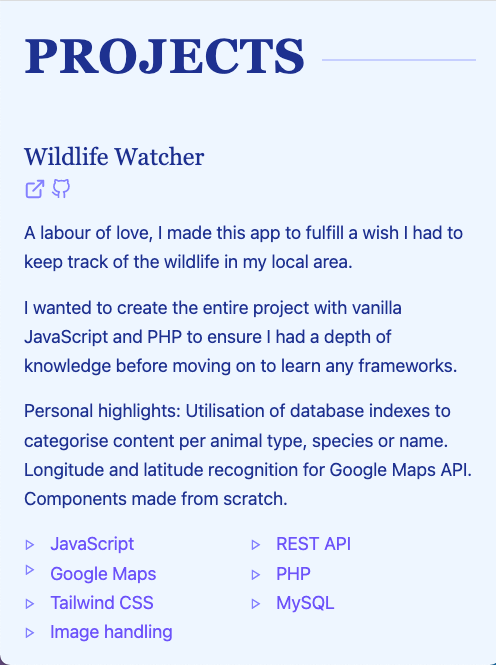 PROJECTS
Wildlife Watcher
A labour of love, I made this app to fulfill a wish I had to
keep track of the wildlife in my local area.
I wanted to create the entire project with vanilla
JavaScript and PHP to ensure I had a depth of
knowledge before moving on to learn any frameworks.
Personal highlights: Utilisation of database indexes to
categorise content per animal type, species or name.
Longitude and latitude recognition for Google Maps API.
Components made from scratch.
JavaScript
REST API
Google Maps
PHP
Tailwind CSS
MySQL
Image handling